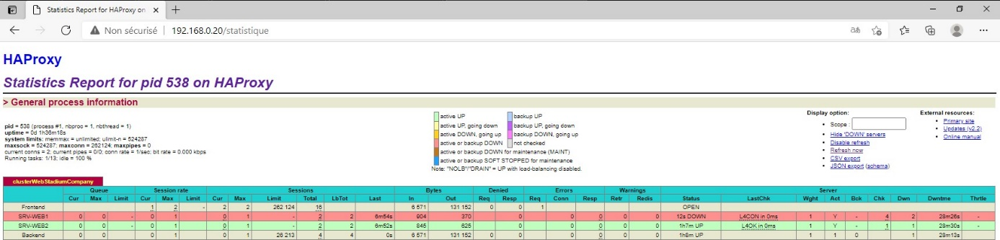 Statistics Report for HAProxy on
Non sécurisé | 192.168.0.20/statistique
HAProxy
Statistics Report for pid 538 on HAProxy
> General process information
pid = 538 (process #1, nbproc = 1, nbthread = 1)
uptime = 0d 1h36m18s
system limits: memmax = unlimited; ulimit-n = 524287
maxsock = 524287; maxconn = 262124; maxpipes = 0
current conns = 2; current pipes = 0/0; conn rate = 1/sec; bit rate = 0.000 kbps
Running tasks: 1/13; idle = 100 %
active UP backup UP
active UP, going down backup UP, going down
active DOWN, going up backup DOWN, going up
active or backup DOWN not checked
active or backup DOWN for maintenance (MAINT)
active or backup SOFT STOPPED for maintenance
Note: "NOLB"/"DRAIN" = UP with load-balancing disabled.
Display option:
Scope :
Hide 'DOWN' servers
Disable refresh
Refresh now
CSV export
JSON export (schema)
External resources:
Primary site
Updates (v2.2)
Online manual
clusterWebStadiumCompany
Queue Session rate Sessions Bytes Denied Errors Warnings Server
Cur Max Limit Cur Max Limit Cur Max Limit Total LbTot Last In Out Req Resp Req Conn Resp Retr Redis Status LastChk Wght Act Bck Chk Dwn Dwntme Thrtle
Frontend 1 2 - 2 2 262 124 16 6 571 131 152 0 0 1 OPEN
SRV-WEB1 0 0 - 0 1 0 1 - 2 2 6m54s 904 370 0 0 0 0 0 12s DOWN L4CON in 0ms 1 Y - 4 2 28m26s -
SRV-WEB2 0 0 - 0 1 0 1 - 2 2 6m52s 845 625 0 0 0 0 0 1h7m UP L4OK in 0ms 1 Y - 1 1 28m30s -
Backend 0 0 0 1 0 1 26 213 4 4 0s 6 571 131 152 0 0 0 0 0 0 1h8m UP 1 1 0 1 28m13s